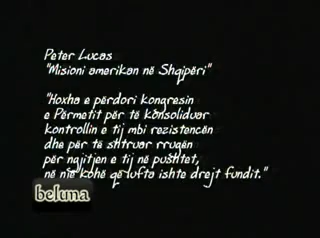 Peter Lucas
"Misioni amerikan në Shqipëri"
"Hoxha e përdori kongresin
e Përmetit për të konsoliduar
kontrollin e tij mbi rezistencën
dhe për të shtruar rrugën
për ngjitjen e tij në pushtet,
në një kohë që lufta ishte drejt fundit."
beluna